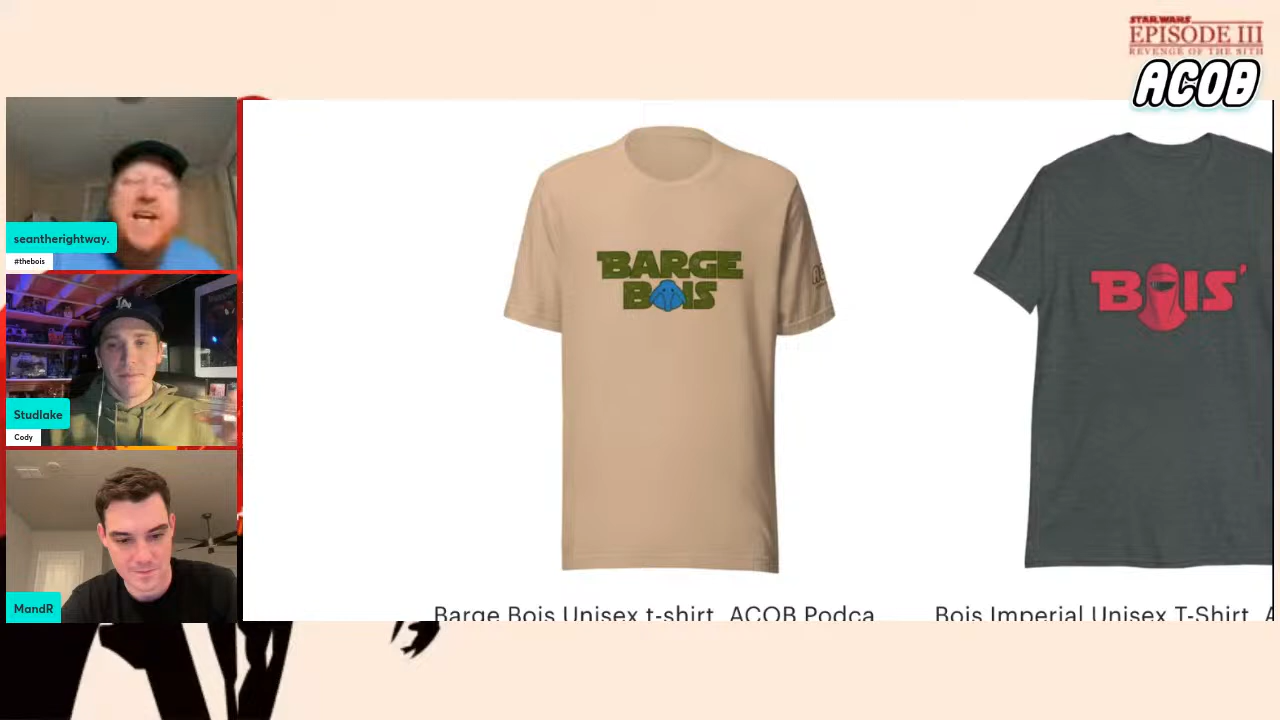 STAR WARS
EPISODE III
REVENGE OF THE SITH
ACOB
seantherightway.
#thebois
LA
Studlake
Cody
MandR
BARGE
BOIS
BOIS'
Barge Bois Unisex t-shirt ACOB Podca
Bois Imperial Unisex T-Shirt